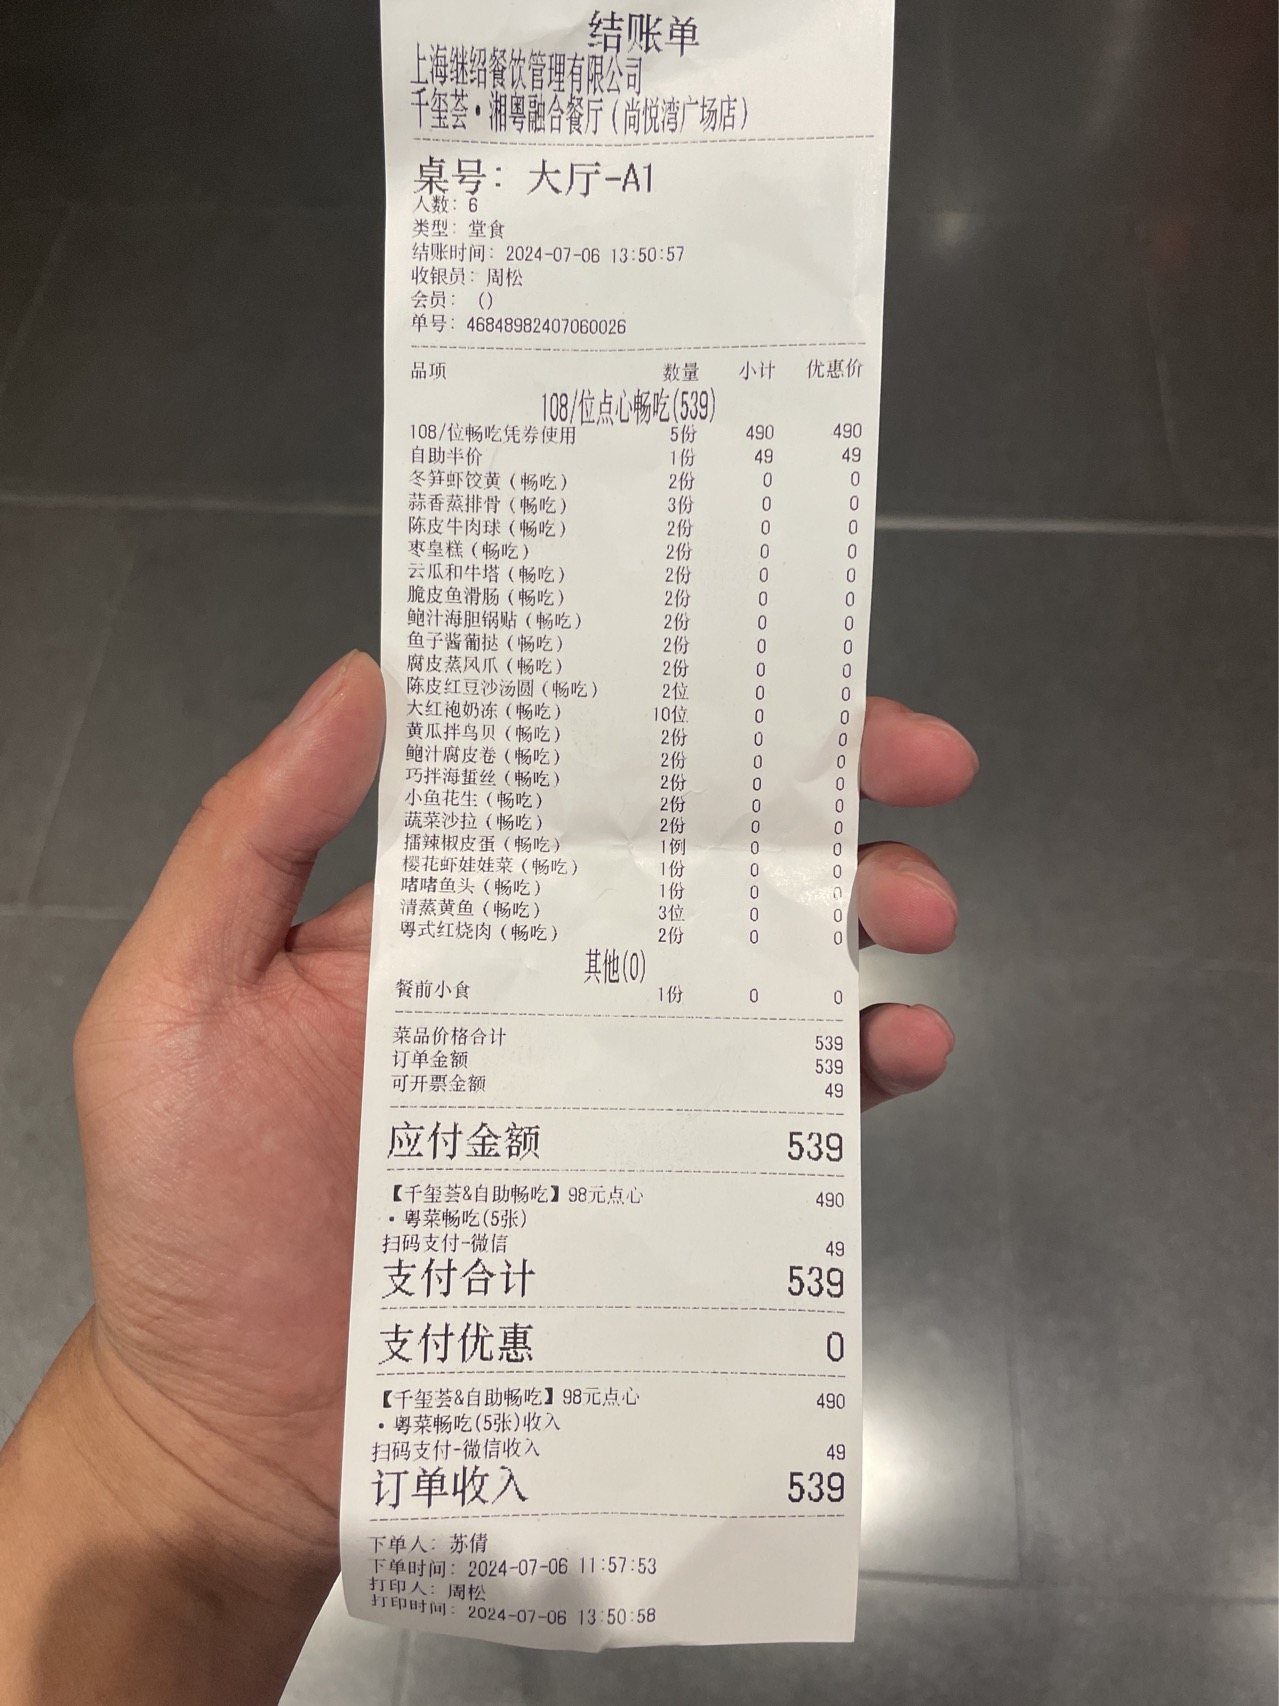 结账单
上海继绍餐饮管理有限公司
千玺荟·湘粤融合餐厅(尚悦湾广场店)
桌号: 大厅-A1
人数: 6
类型: 堂食
结账时间: 2024-07-06 13:50:57
收银员: 周松
会员: ()
单号: 46848982407060026
品项 数量 小计 优惠价
108/位点心畅吃(539)
108/位畅吃凭券使用 5份 490 490
自助半价 1份 49 49
冬笋虾饺黄(畅吃) 2份 0 0
蒜香蒸排骨(畅吃) 3份 0 0
陈皮牛肉球(畅吃) 2份 0 0
枣皇糕(畅吃) 2份 0 0
云瓜和牛塔(畅吃) 2份 0 0
脆皮鱼滑肠(畅吃) 2份 0 0
鲍汁海胆锅贴(畅吃) 2份 0 0
鱼子酱葡挞(畅吃) 2份 0 0
腐皮蒸凤爪(畅吃) 2份 0 0
陈皮红豆沙汤圆(畅吃) 2位 0 0
大红袍奶冻(畅吃) 10位 0 0
黄瓜拌鸟贝(畅吃) 2份 0 0
鲍汁腐皮卷(畅吃) 2份 0 0
巧拌海蜇丝(畅吃) 2份 0 0
小鱼花生(畅吃) 2份 0 0
蔬菜沙拉(畅吃) 2份 0 0
擂辣椒皮蛋(畅吃) 1例 0 0
樱花虾娃娃菜(畅吃) 1份 0 0
啫啫鱼头(畅吃) 1份 0 0
清蒸黄鱼(畅吃) 3位 0 0
粤式红烧肉(畅吃) 2份 0 0
其他(0)
餐前小食 1份 0 0
菜品价格合计 539
订单金额 539
可开票金额 49
应付金额 539
【千玺荟&自助畅吃】98元点心 490
·粤菜畅吃(5张)
扫码支付-微信 49
支付合计 539
支付优惠 0
【千玺荟&自助畅吃】98元点心 490
·粤菜畅吃(5张)收入
扫码支付-微信收入 49
订单收入 539
下单人: 苏倩
下单时间: 2024-07-06 11:57:53
打印人: 周松
打印时间: 2024-07-06 13:50:58